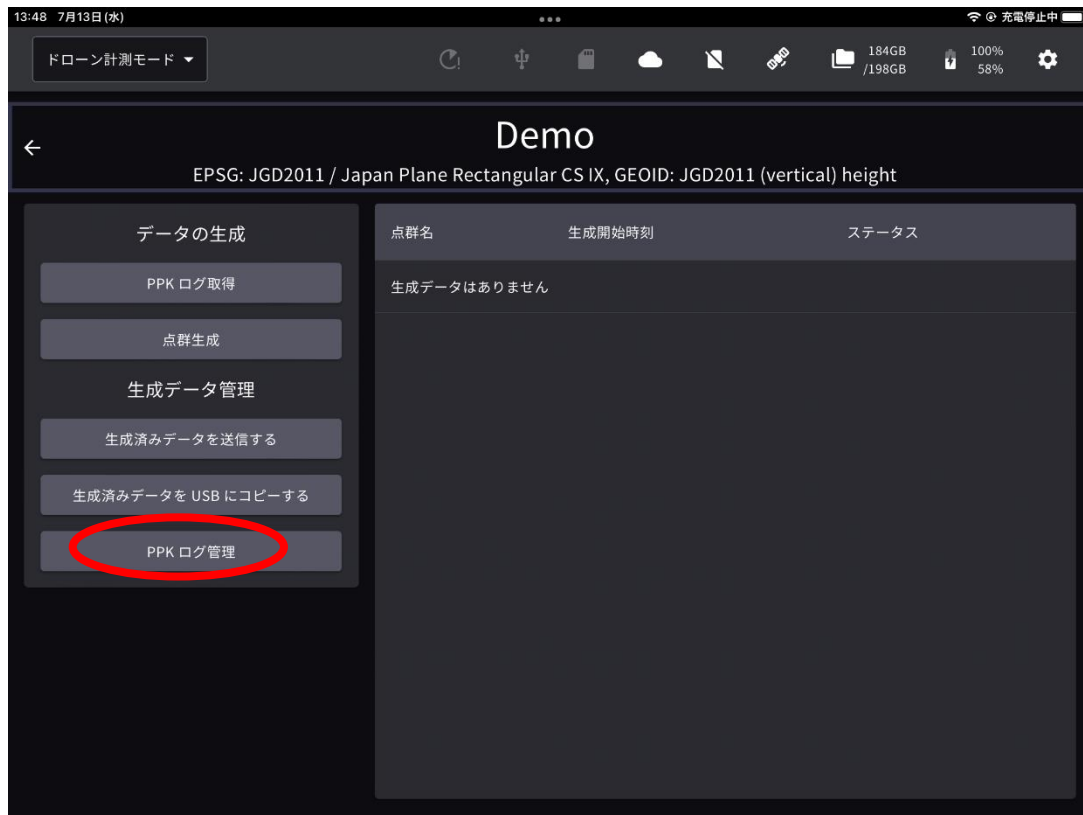 13:48 7月13日(水)
充電停止中
ドローン計測モード
184GB
/198GB
100%
58%
Demo
EPSG: JGD2011 / Japan Plane Rectangular CS IX, GEOID: JGD2011 (vertical) height
データの生成
PPK ログ取得
点群生成
生成データ管理
生成済みデータを送信する
生成済みデータを USB にコピーする
PPK ログ管理
点群名 生成開始時刻 ステータス
生成データはありません